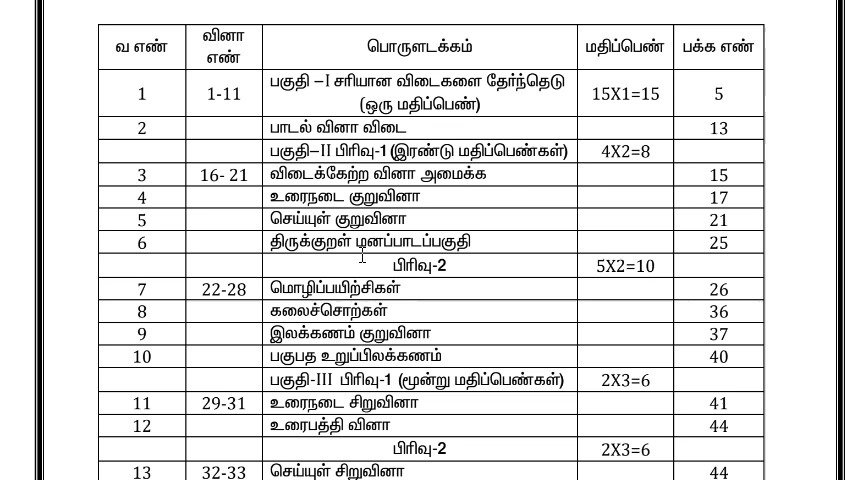 வ எண் வினா எண் பொருளடக்கம் மதிப்பெண் பக்க எண்
1 1-11 பகுதி –I சரியான விடைகளை தேர்ந்தெடு
(ஒரு மதிப்பெண்) 15X1=15 5
2 பாடல் வினா விடை 13
பகுதி–II பிரிவு-1 (இரண்டு மதிப்பெண்கள்) 4X2=8
3 16- 21 விடைக்கேற்ற வினா அமைக்க 15
4 உரைநடை குறுவினா 17
5 செய்யுள் குறுவினா 21
6 திருக்குறள் மனப்பாடப்பகுதி 25
பிரிவு-2 5X2=10
7 22-28 மொழிப்பயிற்சிகள் 26
8 கலைச்சொற்கள் 36
9 இலக்கணம் குறுவினா 37
10 பகுபத உறுப்பிலக்கணம் 40
பகுதி-III பிரிவு-1 (மூன்று மதிப்பெண்கள்) 2X3=6
11 29-31 உரைநடை சிறுவினா 41
12 உரைபத்தி வினா 44
பிரிவு-2 2X3=6
13 32-33 செய்யுள் சிறுவினா 44